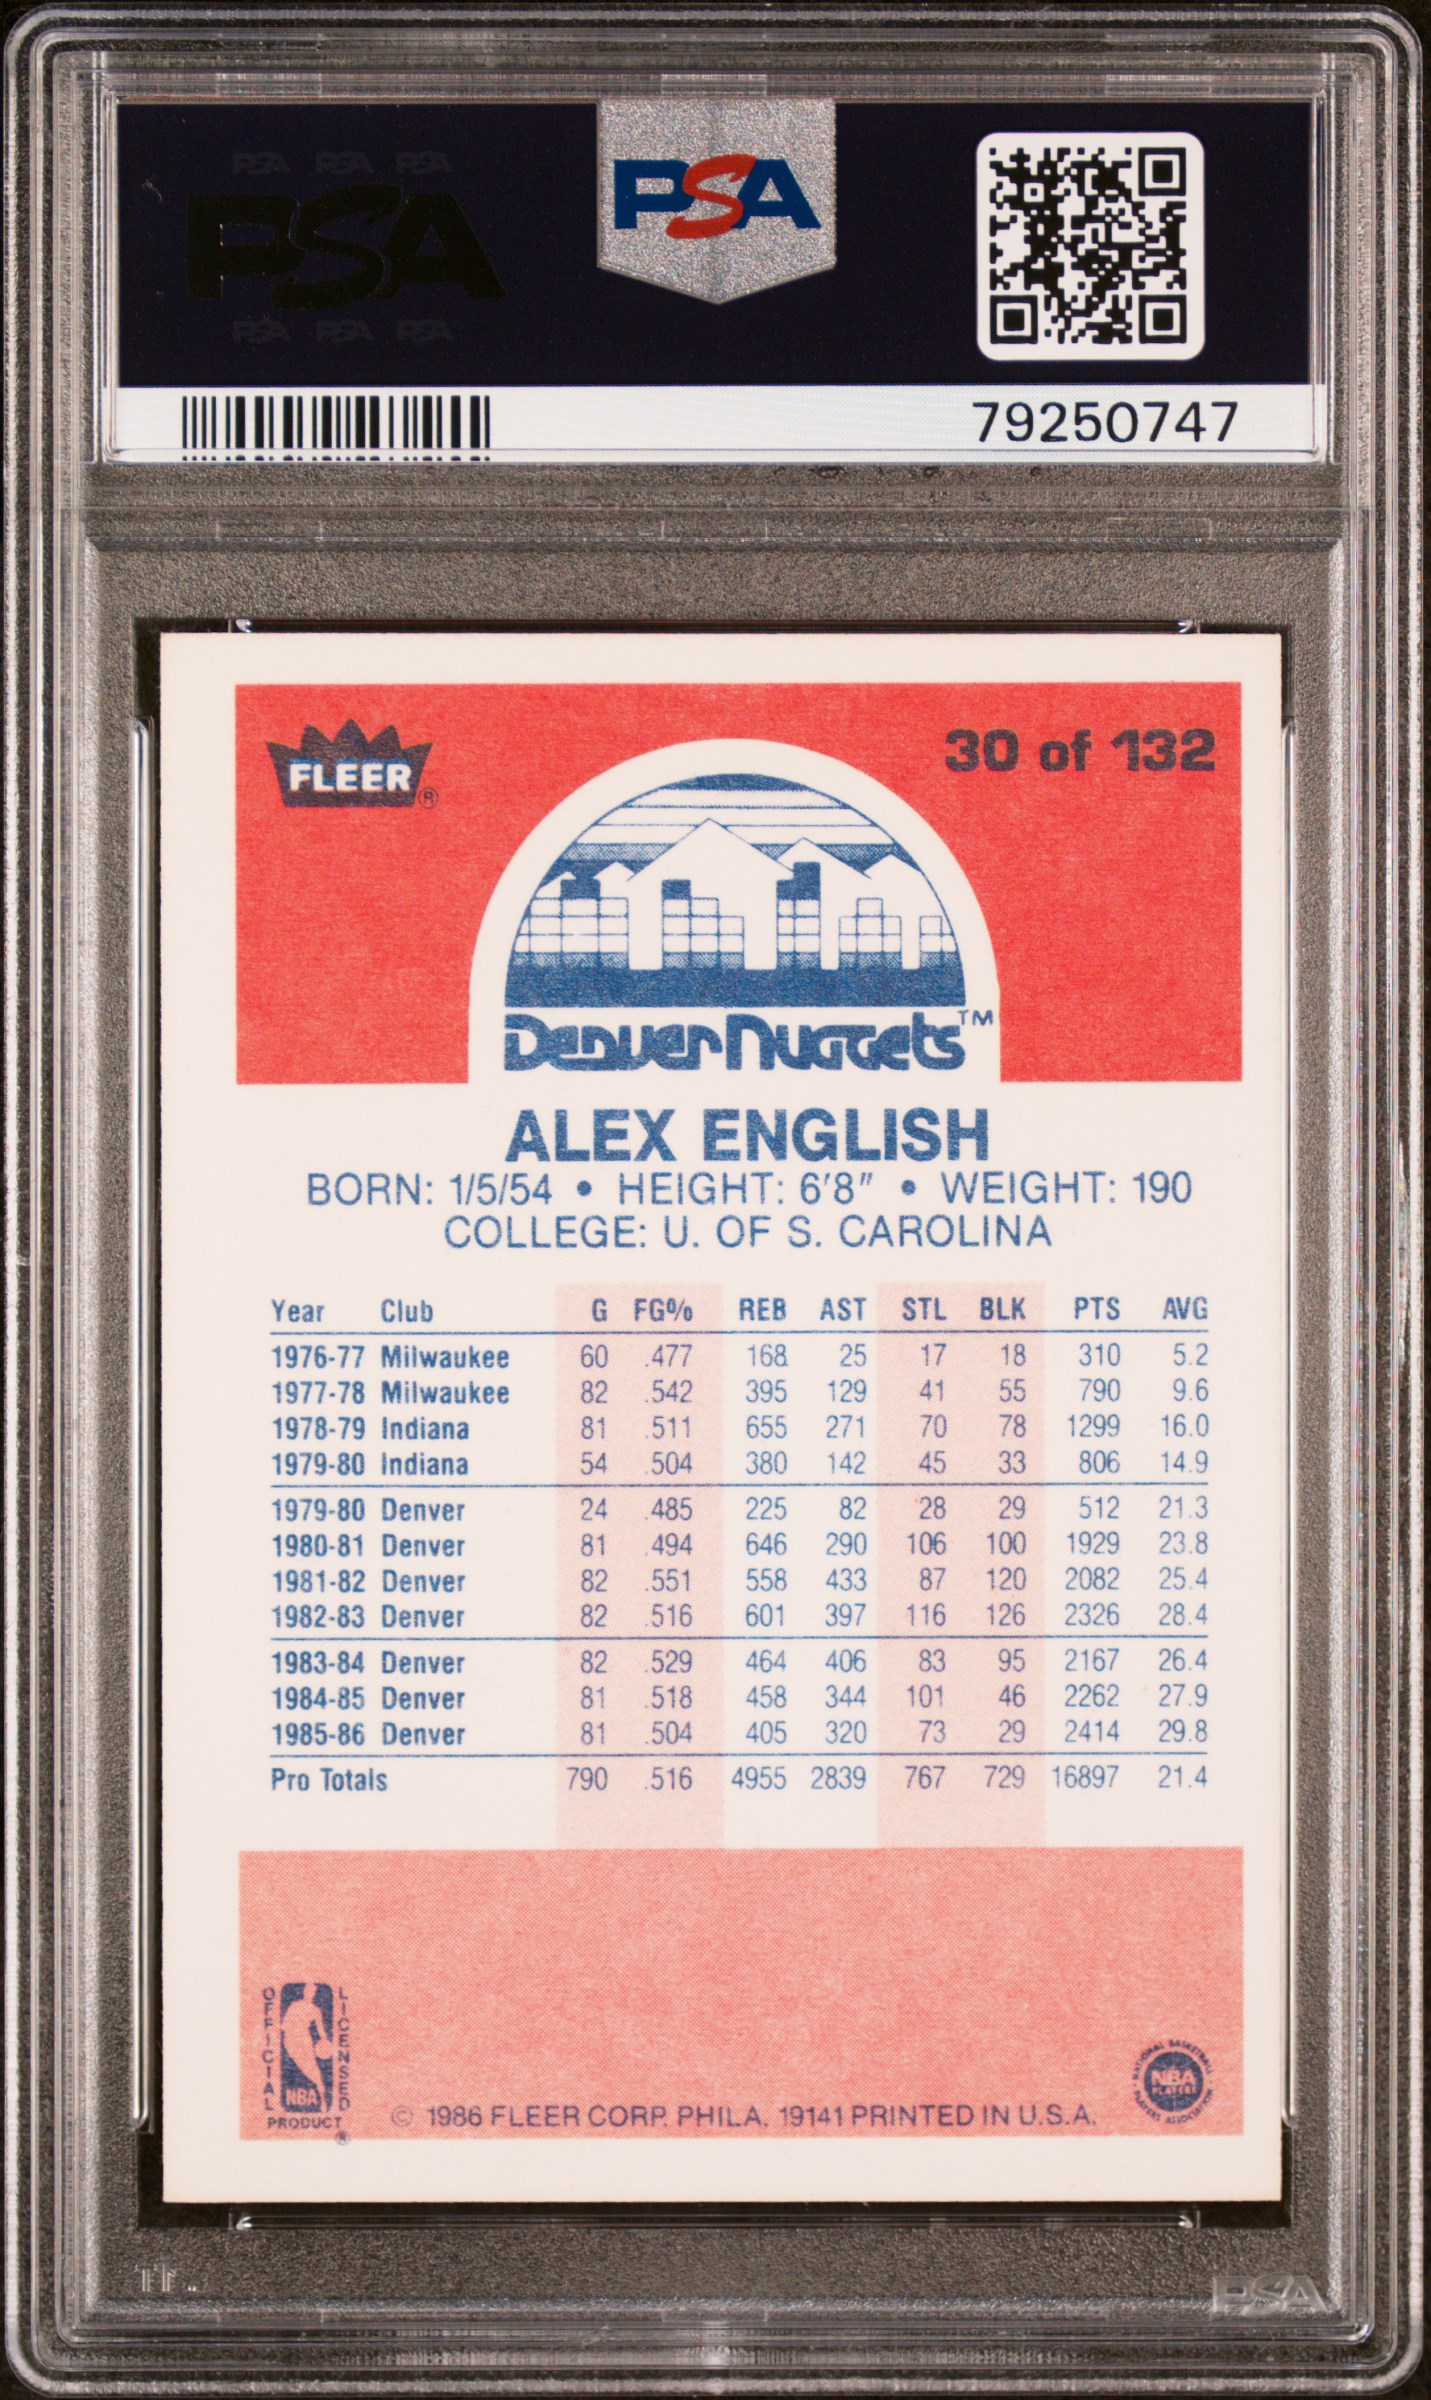 PSA PSA PSA
PSA
PSA PSA PSA
PSA
79250747
FLEER®
30 of 132
Denver Nuggets™
ALEX ENGLISH
BORN: 1/5/54 • HEIGHT: 6'8" • WEIGHT: 190
COLLEGE: U. OF S. CAROLINA
Year Club G FG% REB AST STL BLK PTS AVG
1976-77 Milwaukee 60 .477 168 25 17 18 310 5.2
1977-78 Milwaukee 82 .542 395 129 41 55 790 9.6
1978-79 Indiana 81 .511 655 271 70 78 1299 16.0
1979-80 Indiana 54 .504 380 142 45 33 806 14.9
1979-80 Denver 24 .485 225 82 28 29 512 21.3
1980-81 Denver 81 .494 646 290 106 100 1929 23.8
1981-82 Denver 82 .551 558 433 87 120 2082 25.4
1982-83 Denver 82 .516 601 397 116 126 2326 28.4
1983-84 Denver 82 .529 464 406 83 95 2167 26.4
1984-85 Denver 81 .518 458 344 101 46 2262 27.9
1985-86 Denver 81 .504 405 320 73 29 2414 29.8
Pro Totals 790 .516 4955 2839 767 729 16897 21.4
OFFICIAL LICENSED
NBA
PRODUCT ®
© 1986 FLEER CORP. PHILA. 19141 PRINTED IN U.S.A.
NATIONAL BASKETBALL
NBA
PLAYERS
PLAYERS ASSOCIATION
PSA